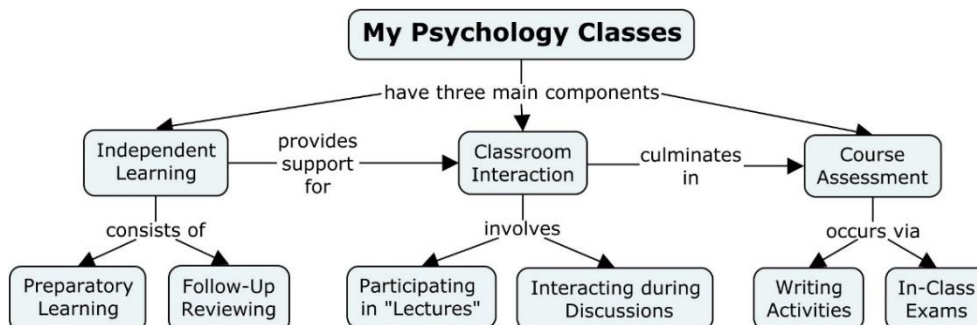 My Psychology Classes
have three main components
Independent
Learning
provides
support
for
Classroom
Interaction
culminates
in
Course
Assessment
consists of
involves
occurs via
Preparatory
Learning
Follow-Up
Reviewing
Participating
in "Lectures"
Interacting during
Discussions
Writing
Activities
In-Class
Exams